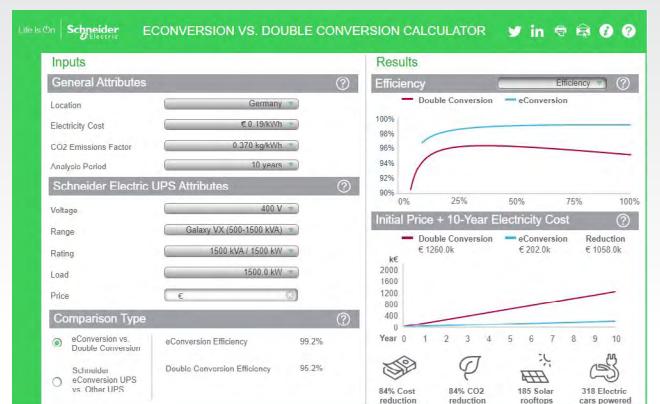 Life Is On Schneider Electric
ECONVERSION VS. DOUBLE CONVERSION CALCULATOR
Inputs
General Attributes
Location Germany
Electricity Cost € 0.19/kWh
CO2 Emissions Factor 0.370 kg/kWh
Analysis Period 10 years
Schneider Electric UPS Attributes
Voltage 400 V
Range Galaxy VX (500-1500 kVA)
Rating 1500 kVA / 1500 kW
Load 1500.0 kW
Price €
Comparison Type
eConversion vs.
Double Conversion
Schneider
eConversion UPS
vs. Other UPS
eConversion Efficiency 99.2%
Double Conversion Efficiency 95.2%
Results
Efficiency Efficiency
Double Conversion eConversion
100%
98%
96%
94%
92%
90%
0% 25% 50% 75% 100%
Initial Price + 10-Year Electricity Cost
Double Conversion eConversion Reduction
€ 1260.0k € 202.0k € 1058.0k
k€
2000
1600
1200
800
400
0
Year 0 1 2 3 4 5 6 7 8 9 10
84% Cost
reduction
84% CO2
reduction
185 Solar
rooftops
318 Electric
cars powered